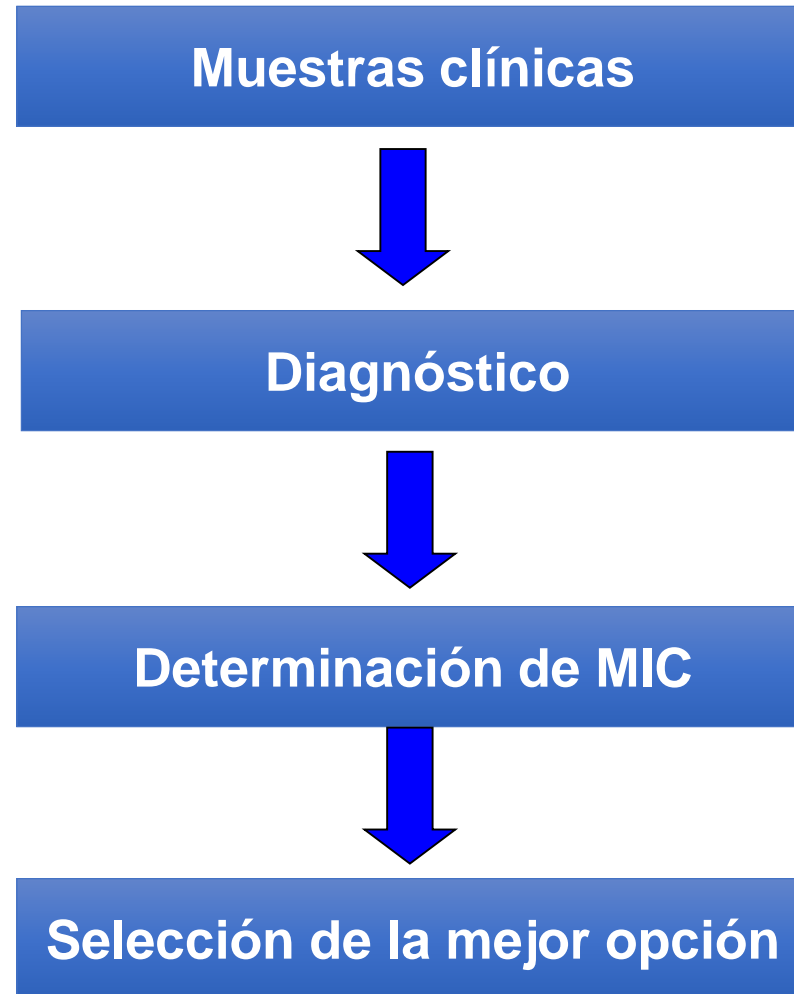 Muestras clínicas
Diagnóstico
Determinación de MIC
Selección de la mejor opción